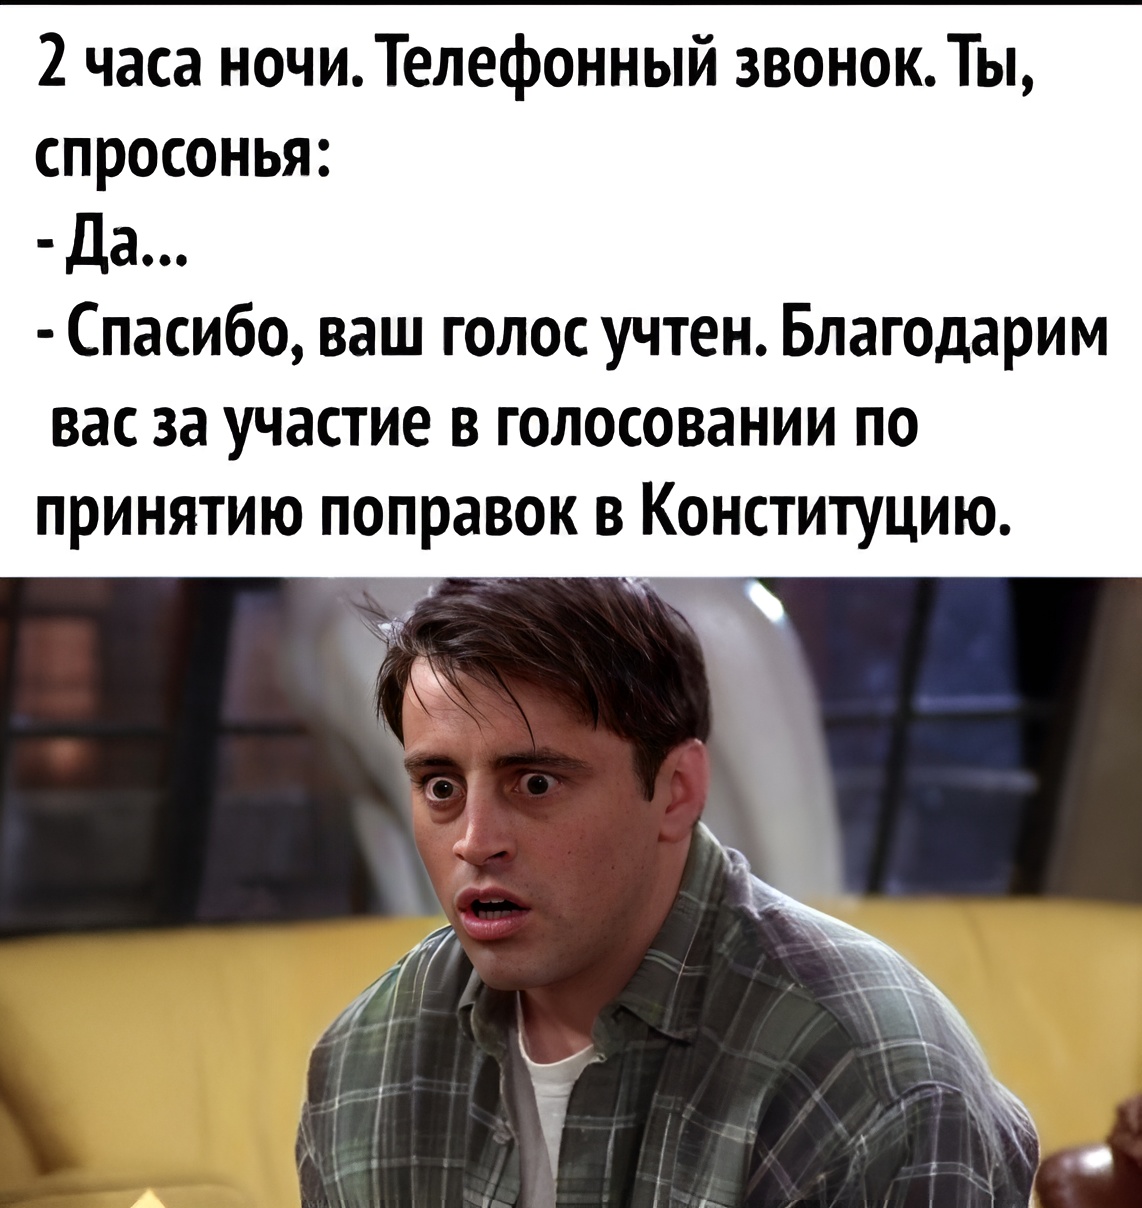 2 часа ночи. Телефонный звонок. Ты,
спросонья:
- Да...
- Спасибо, ваш голос учтен. Благодарим
вас за участие в голосовании по
принятию поправок в Конституцию.